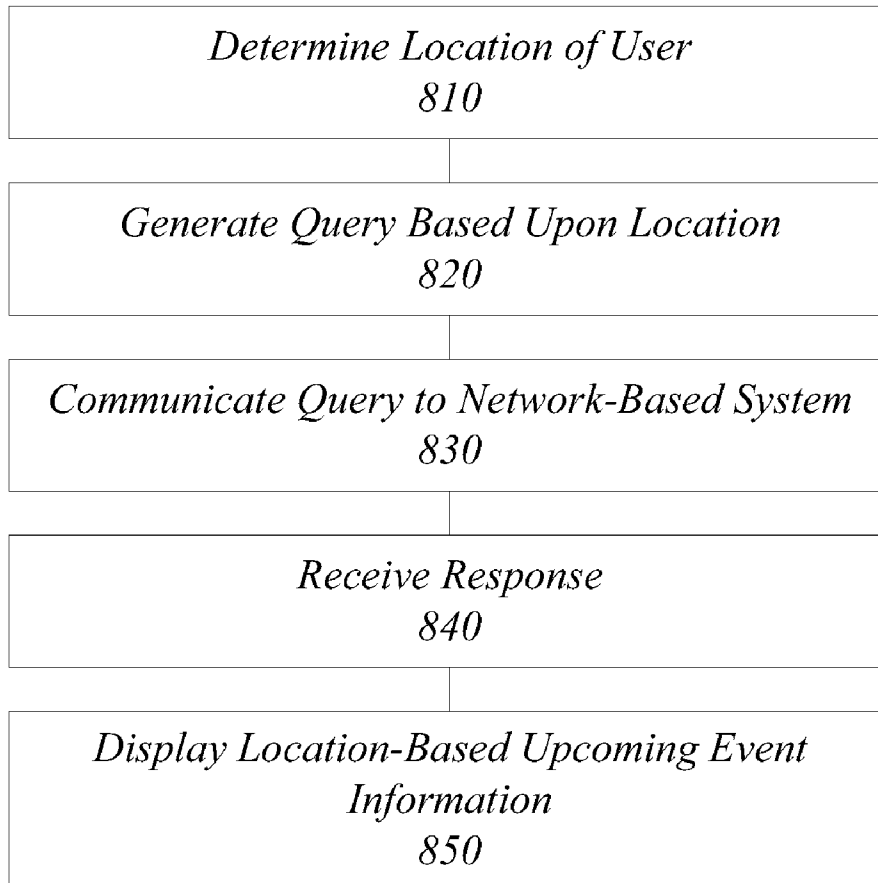 Determine Location of User
810
Generate Query Based Upon Location
820
Communicate Query to Network-Based System
830
Receive Response
840
Display Location-Based Upcoming Event
Information
850